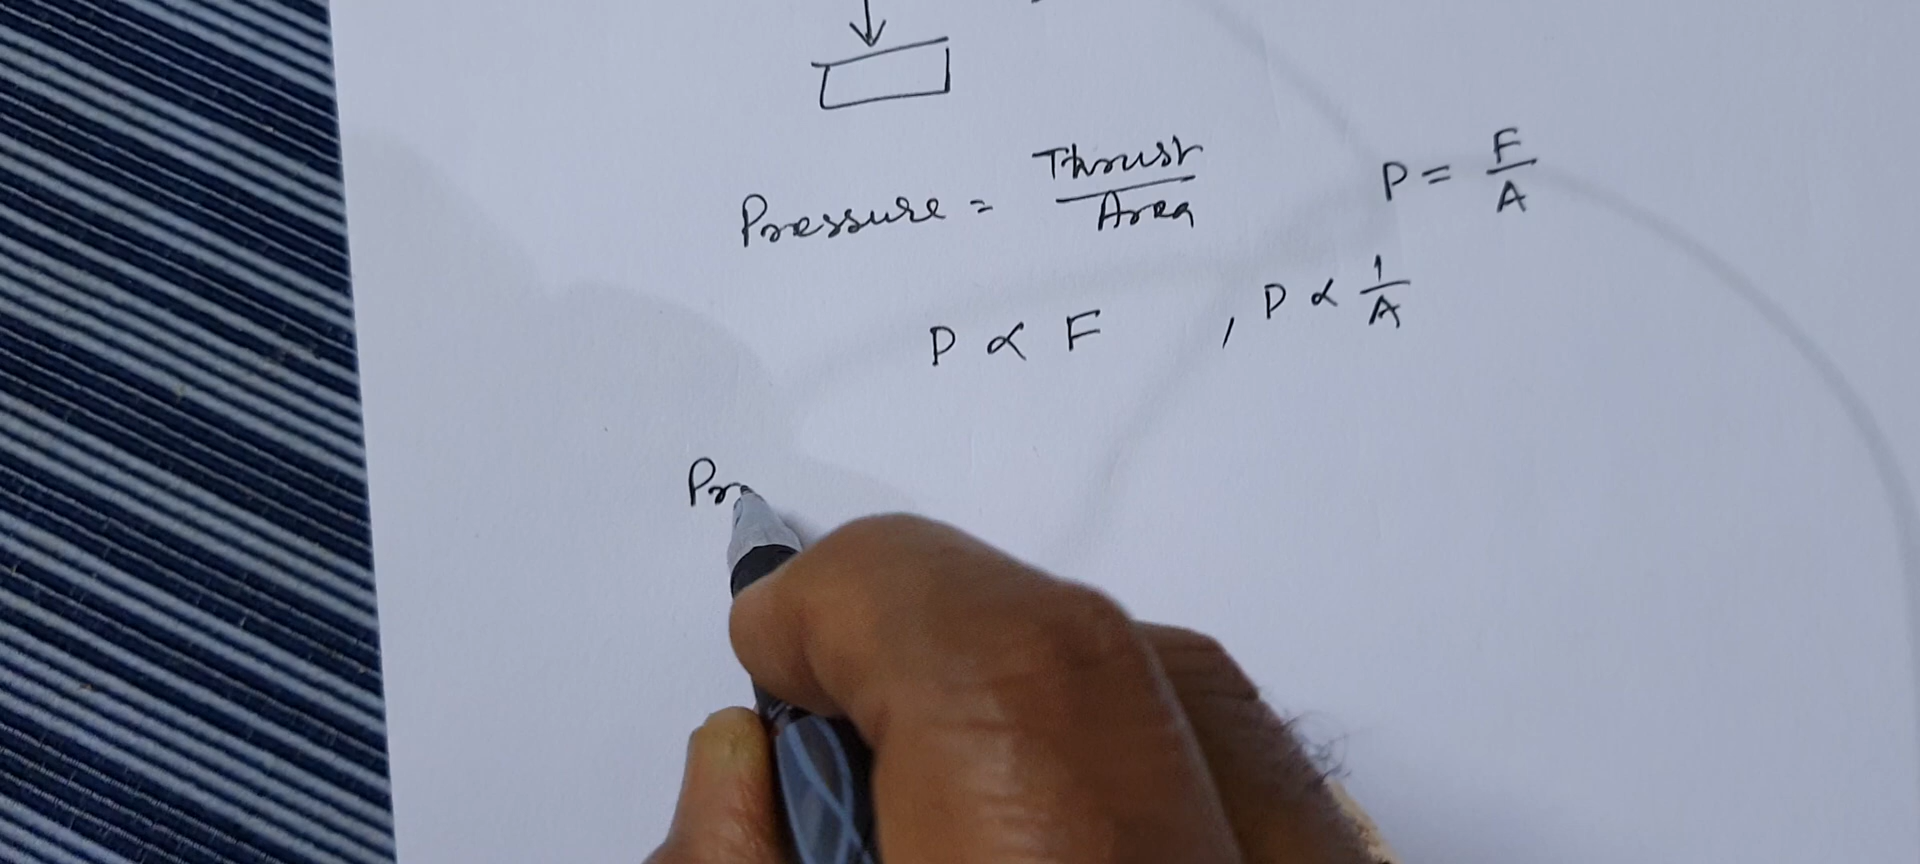 Pressure = Thrust/Area P = F/A
P ∝ F , P ∝ 1/A
Pr